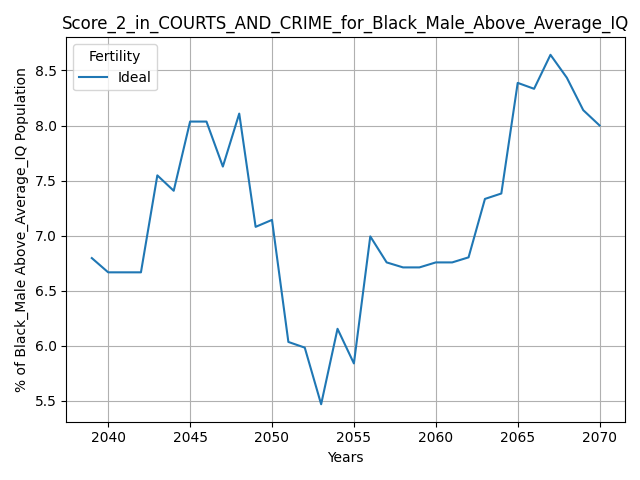 Score_2_in_COURTS_AND_CRIME_for_Black_Male_Above_Average_IQ
Fertility
Ideal
% of Black_Male Above_Average_IQ Population
8.5
8.0
7.5
7.0
6.5
6.0
5.5
2040 2045 2050 2055 2060 2065 2070
Years